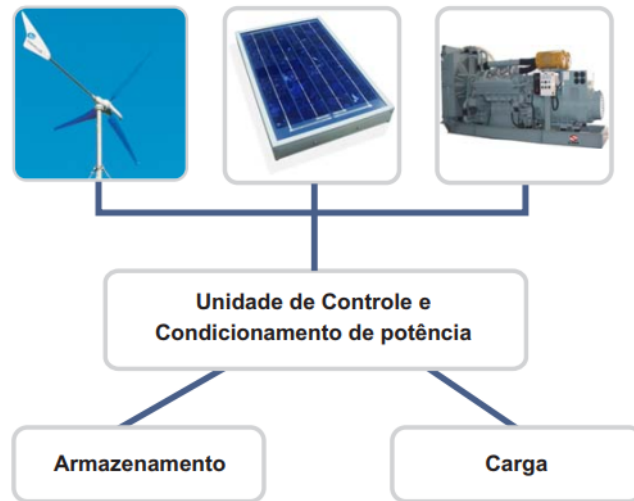 Unidade de Controle e
Condicionamento de potência
Armazenamento
Carga